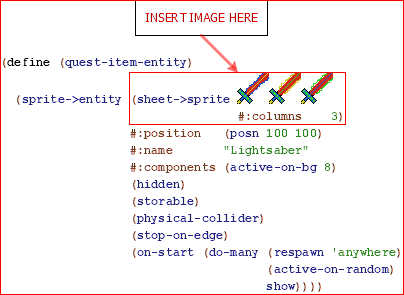 INSERT IMAGE HERE
(define (quest-item-entity)
(sprite->entity (sheet->sprite
#:columns 3)
#:position (posn 100 100)
#:name "Lightsaber"
#:components (active-on-bg 8)
(hidden)
(storable)
(physical-collider)
(stop-on-edge)
(on-start (do-many (respawn 'anywhere)
(active-on-random)
show))))